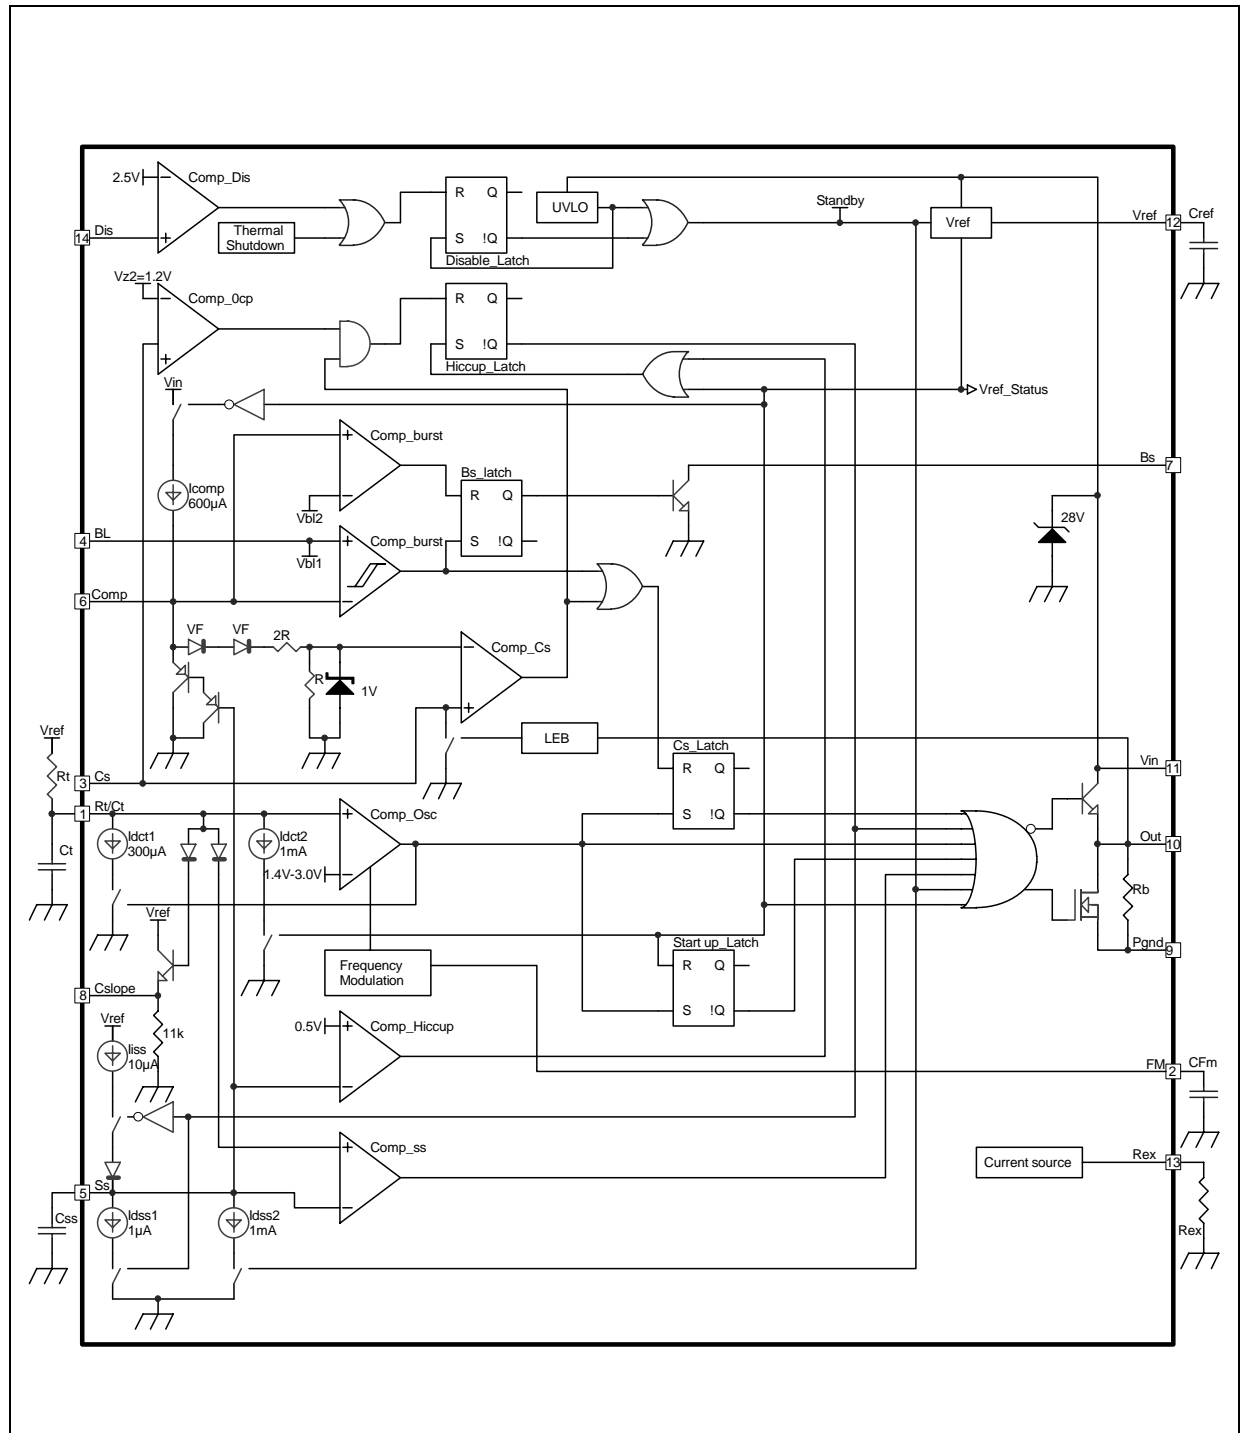 2.5V
Comp_Dis
14
Dis
Thermal
Shutdown
R Q
S !Q
Disable_Latch
UVLO
Standby
Vref
Vref
12
Cref
Vz2=1.2V
Comp_0cp
R Q
S !Q
Hiccup_Latch
Vref_Status
Vin
Icomp
600µA
Comp_burst
Vbl2
Bs_latch
R Q
S !Q
Bs
7
4
BL
Vbl1
Comp_burst
28V
6
Comp
VF
VF
2R
R
1V
Comp_Cs
LEB
Vref
Rt
3
Cs
Cs_Latch
R Q
S !Q
Vin
11
1
Rt/Ct
Ct
Idct1
300µA
Idct2
1mA
Comp_Osc
1.4V-3.0V
Out
10
Rb
Pgnd
9
Vref
Frequency
Modulation
Start up_Latch
R Q
S !Q
8
Cslope
11k
Vref
Iiss
10µA
0.5V
Comp_Hiccup
FM
2
CFm
Comp_ss
Current source
Rex
13
Rex
5
Ss
Css
Idss1
1µA
Idss2
1mA